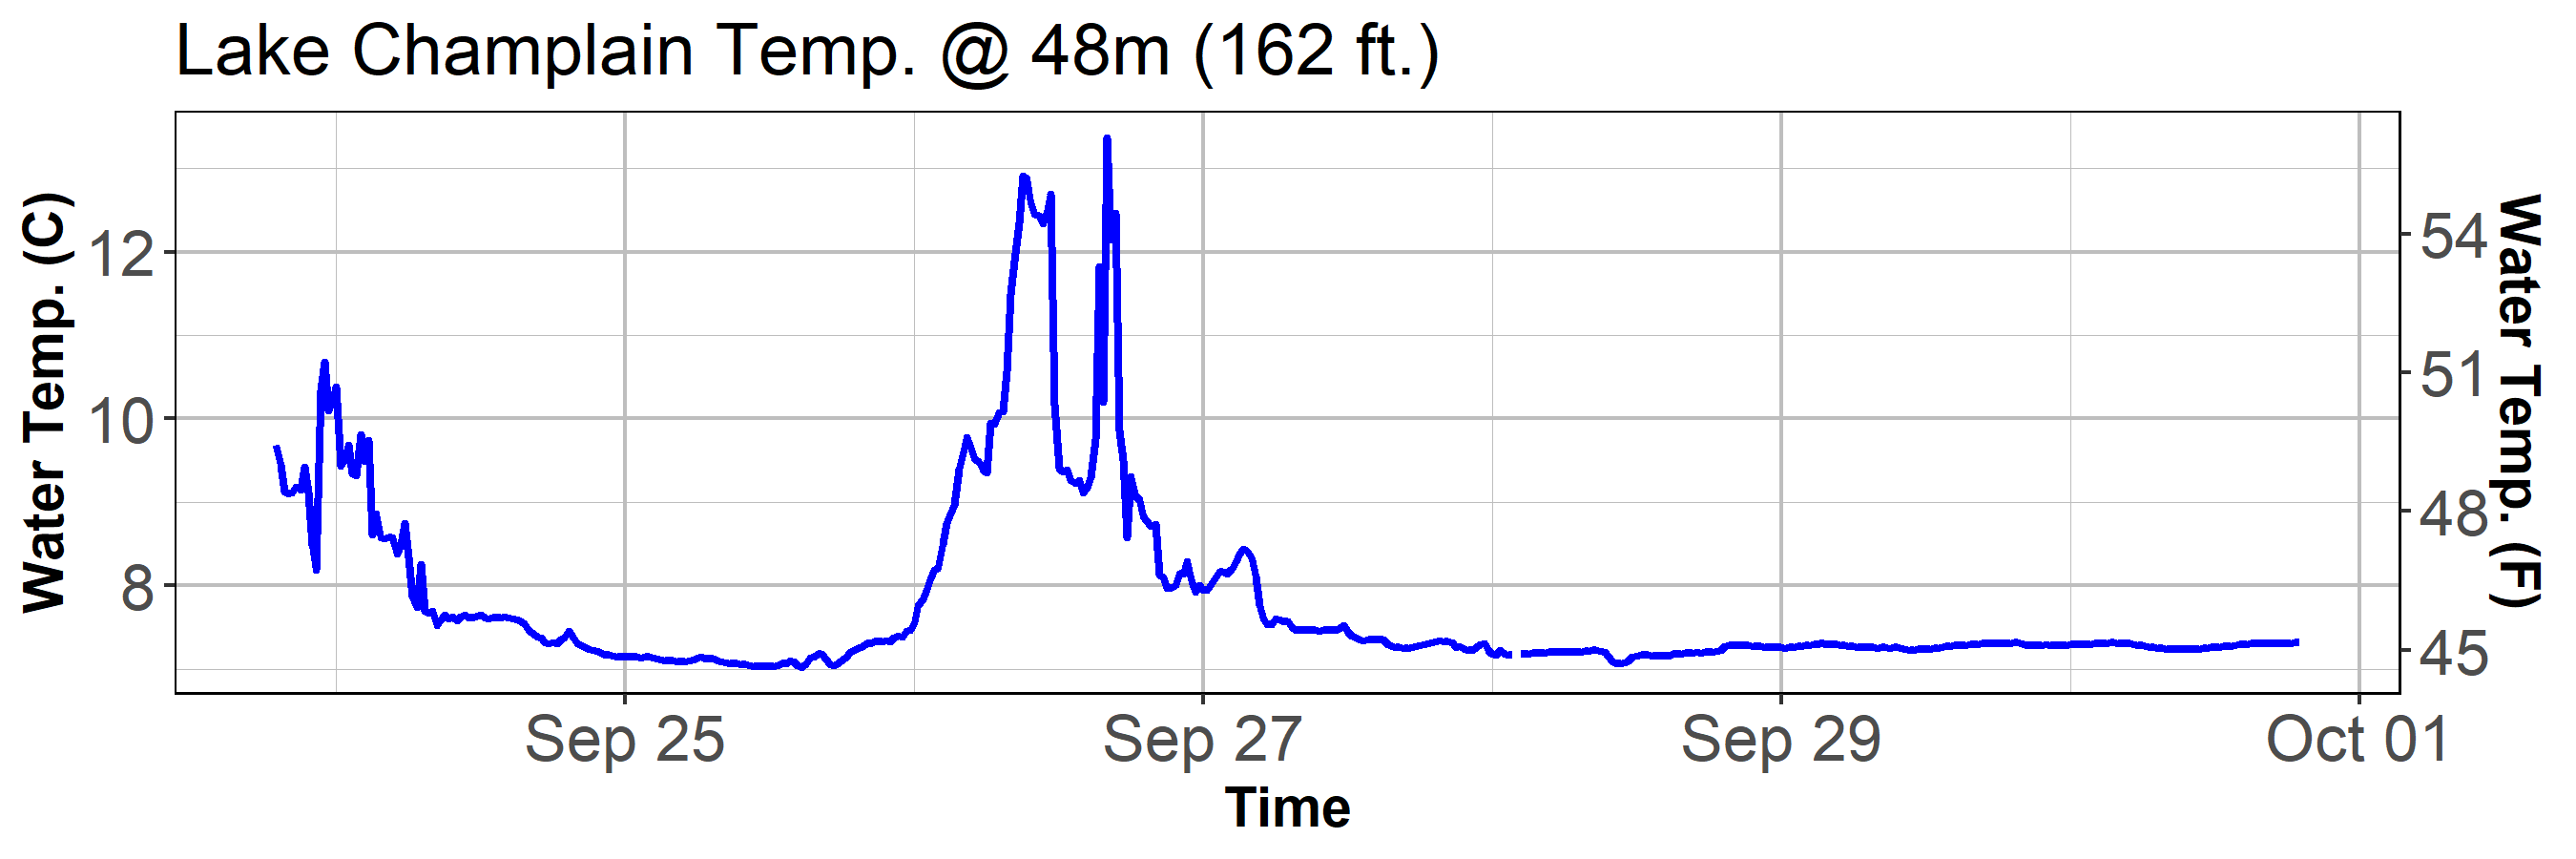 Lake Champlain Temp. @ 48m (162 ft.)
Water Temp. (C)
12
10
8
54
51
48
45
Water Temp. (F)
Sep 25
Sep 27
Sep 29
Oct 01
Time